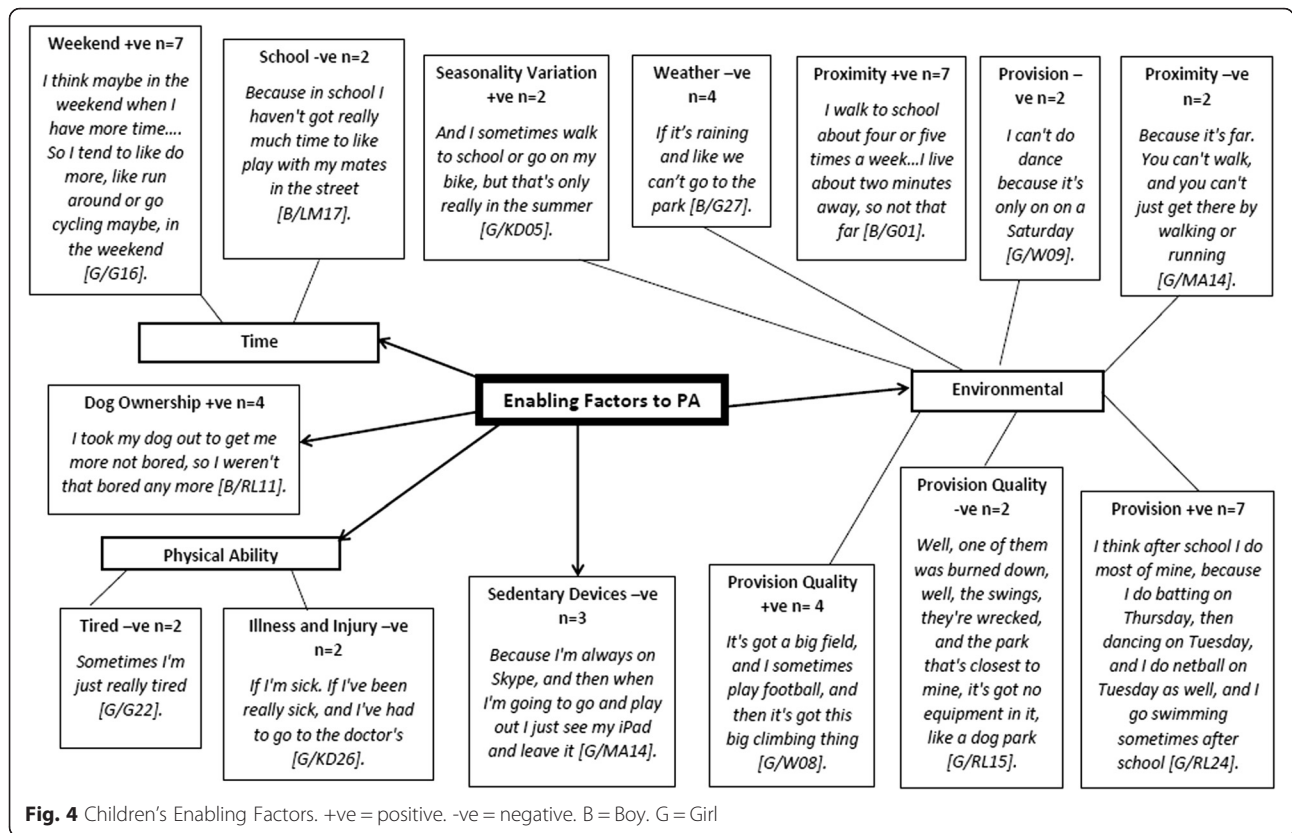 Weekend +ve n=7
I think maybe in the
weekend when I
have more time....
So I tend to like do
more, like run
around or go
cycling maybe, in
the weekend
[G/G16].
School -ve n=2
Because in school I
haven't got really
much time to like
play with my mates
in the street
[B/LM17]
Seasonality Variation
+ve n=2
And I sometimes walk
to school or go on my
bike, but that's only
really in the summer
[G/KD05].
Weather –ve
n=4
If it's raining
and like we
can't go to the
park [B/G27].
Proximity +ve n=7
I walk to school
about four or five
times a week...I live
about two minutes
away, so not that
far [B/G01].
Provision –
ve n=2
I can't do
dance
because it's
only on on a
Saturday
[G/W09].
Proximity –ve
n=2
Because it's far.
You can't walk,
and you can't
just get there by
walking or
running
[G/MA14].
Time
Enabling Factors to PA
Environmental
Dog Ownership +ve n=4
I took my dog out to get me
more not bored, so I weren't
that bored any more [B/RL11].
Physical Ability
Tired –ve n=2
Sometimes I'm
just really tired
[G/G22].
Illness and Injury –ve
n=2
If I'm sick. If I've been
really sick, and I've had
to go to the doctor's
[G/KD26].
Sedentary Devices –ve
n=3
Because I'm always on
Skype, and then when
I'm going to go and play
out I just see my iPad
and leave it [G/MA14].
Provision Quality
+ve n= 4
It's got a big field,
and I sometimes
play football, and
then it's got this
big climbing thing
[G/W08].
Provision Quality
-ve n=2
Well, one of them
was burned down,
well, the swings,
they're wrecked,
and the park
that's closest to
mine, it's got no
equipment in it,
like a dog park
[G/RL15].
Provision +ve n=7
I think after school I do
most of mine, because
I do batting on
Thursday, then
dancing on Tuesday,
and I do netball on
Tuesday as well, and I
go swimming
sometimes after
school [G/RL24].
Fig. 4 Children's Enabling Factors. +ve = positive. -ve = negative. B = Boy. G = Girl